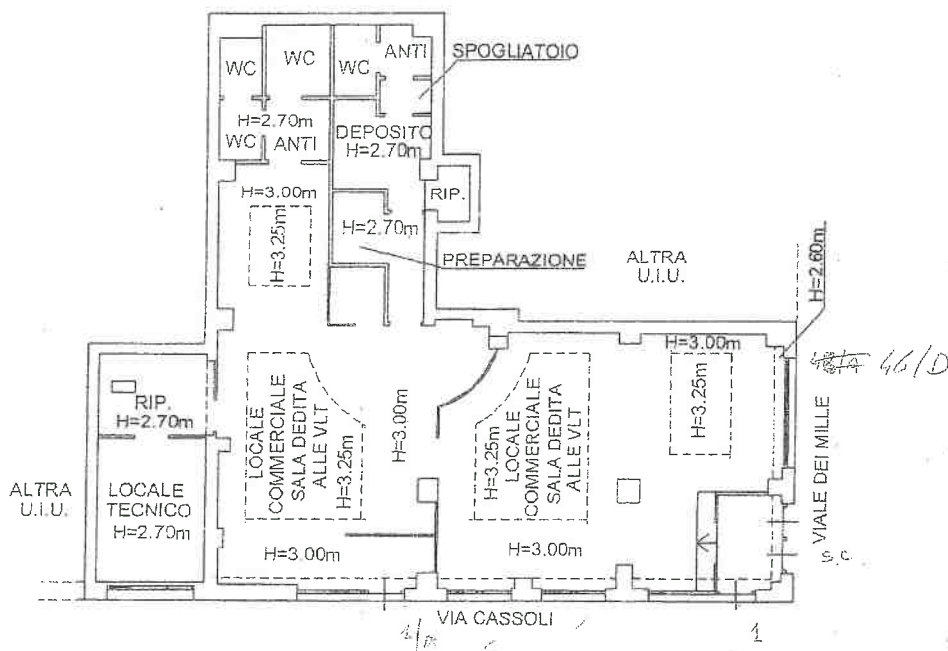 WC
WC
WC
ANTI
SPOGLIATOIO
H=2.70m
WC
ANTI
DEPOSITO
H=2.70m
H=3.00m
RIP.
H=3.25m
H=2.70m
PREPARAZIONE
ALTRA
U.I.U.
H=2.60m
H=3.00m
46/D
RIP.
H=2.70m
LOCALE
COMMERCIALE
SALA DEDITA
ALLE VLT
H=3.25m
H=3.00m
H=3.25m
LOCALE
COMMERCIALE
SALA DEDITA
ALLE VLT
H=3.25m
VIALE DEI MILLE
ALTRA
U.I.U.
LOCALE
TECNICO
H=2.70m
H=3.00m
H=3.00m
S.C.
VIA CASSOLI
1